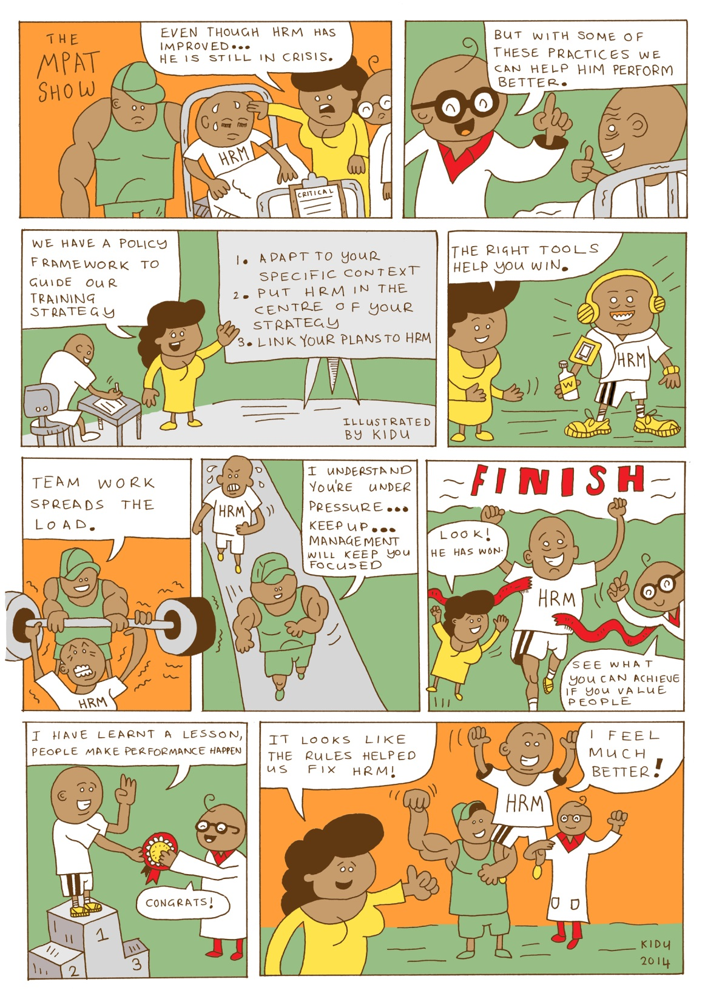 THE
MPAT
SHOW
EVEN THOUGH HRM HAS
IMPROVED...
HE IS STILL IN CRISIS.
HRM
CRITICAL
BUT WITH SOME OF
THESE PRACTICES WE
CAN HELP HIM PERFORM
BETTER.
WE HAVE A POLICY
FRAMEWORK TO
GUIDE OUR
TRAINING
STRATEGY
1. ADAPT TO YOUR
SPECIFIC CONTEXT
2. PUT HRM IN THE
CENTRE OF YOUR
STRATEGY
3. LINK YOUR PLANS TO HRM
ILLUSTRATED
BY KIDU
THE RIGHT TOOLS
HELP YOU WIN.
HRM
W
TEAM WORK
SPREADS THE
LOAD.
HRM
I UNDERSTAND
YOU'RE UNDER
PRESSURE...
KEEP UP...
MANAGEMENT
WILL KEEP YOU
FOCUSED
HRM
FINISH
LOOK!
HE HAS WON.
HRM
SEE WHAT
YOU CAN ACHIEVE
IF YOU VALUE
PEOPLE
I HAVE LEARNT A LESSON,
PEOPLE MAKE PERFORMANCE HAPPEN
CONGRATS!
1
2
3
IT LOOKS LIKE
THE RULES HELPED
US FIX HRM!
I FEEL
MUCH
BETTER!
HRM
KIDU
2014